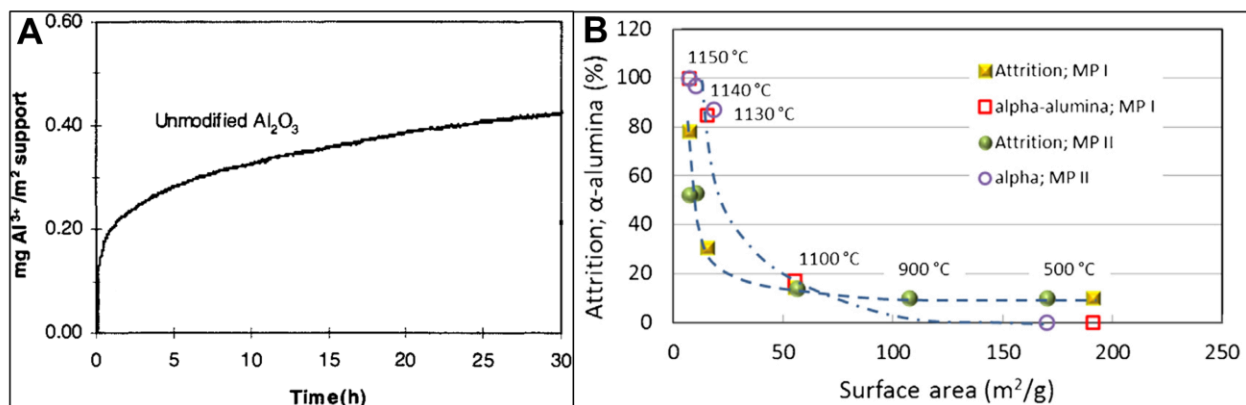 A
0.60
0.40
0.20
0.00
mg Al³⁺/m² support
Unmodified Al₂O₃
0 5 10 15 20 25 30
Time(h)
B
120
100
80
60
40
20
0
Attrition; α-alumina (%)
1150 °C
1140 °C
1130 °C
1100 °C
900 °C
500 °C
Attrition; MP I
alpha-alumina; MP I
Attrition; MP II
alpha; MP II
0 50 100 150 200 250
Surface area (m²/g)